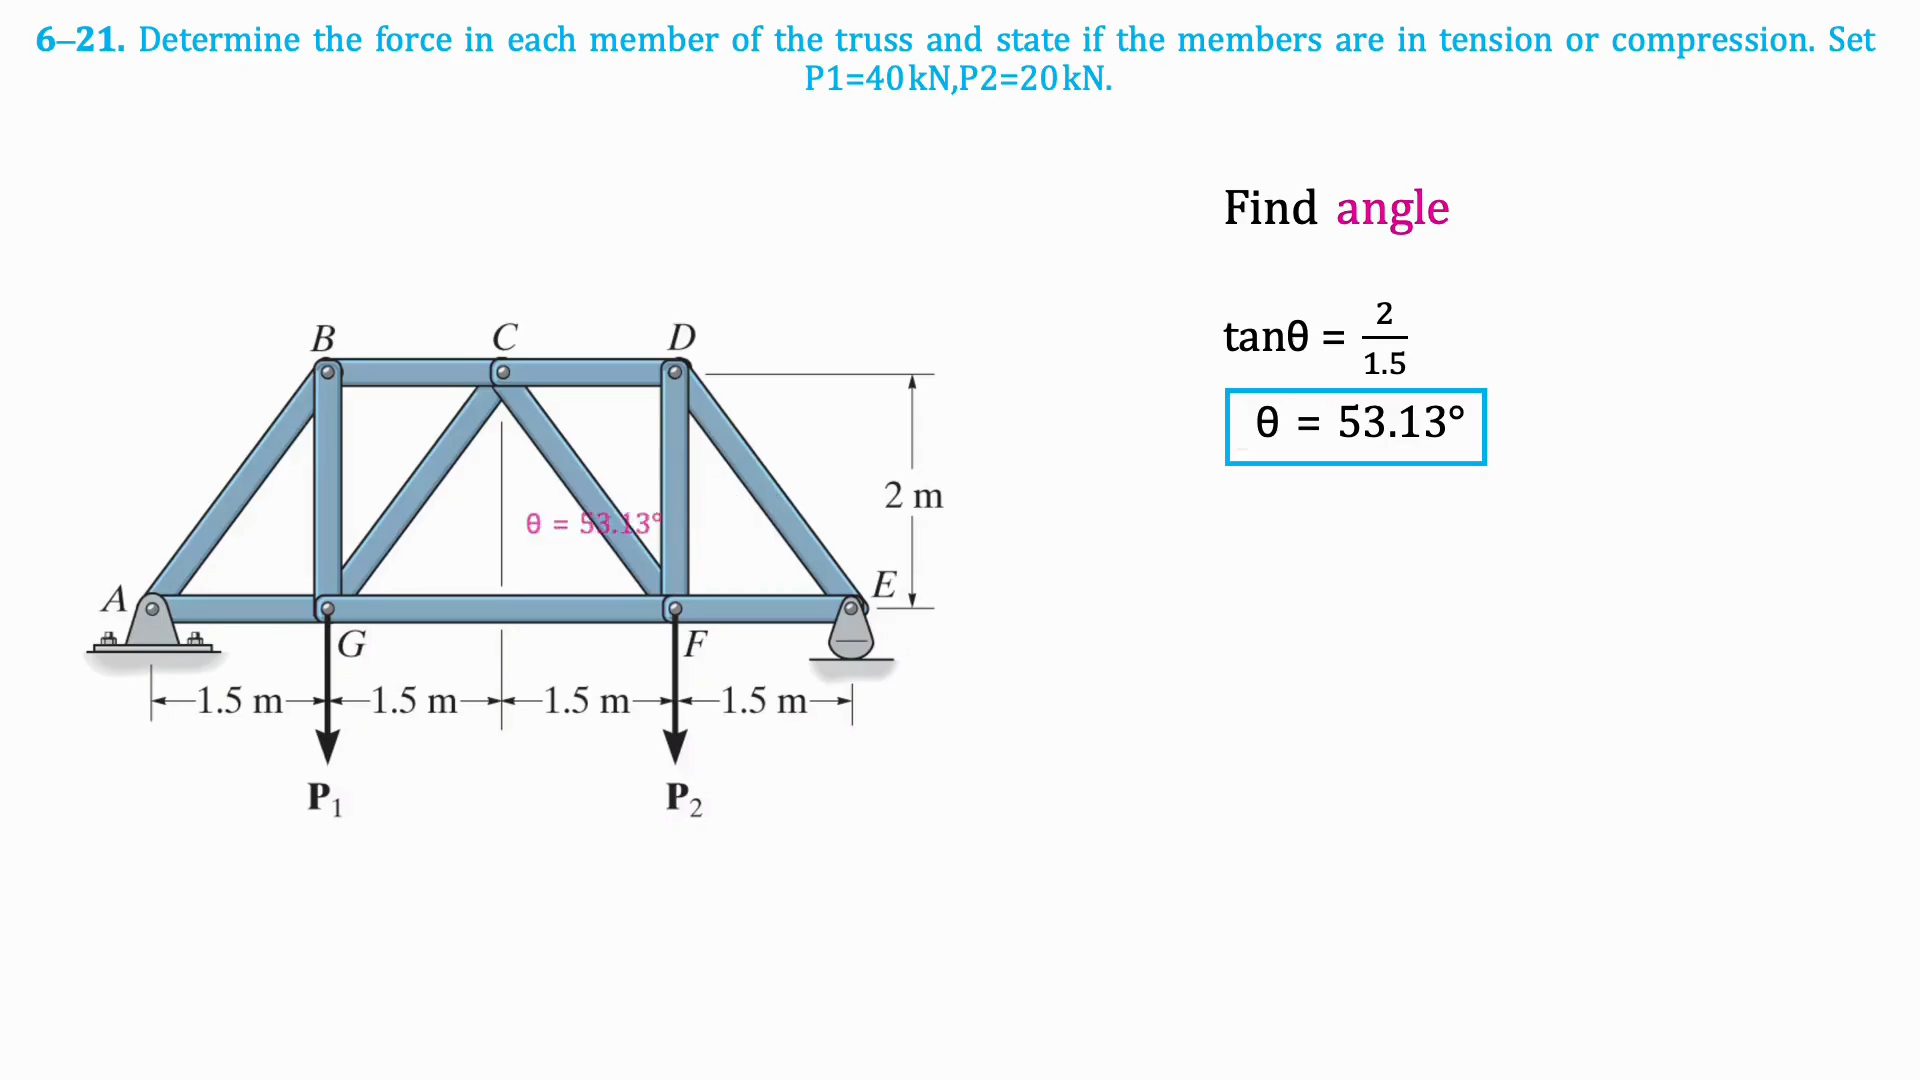 6–21. Determine the force in each member of the truss and state if the members are in tension or compression. Set
P1=40kN,P2=20kN.
Find angle
tanθ = 2/1.5
θ = 53.13°
B
C
D
2 m
θ = 53.13°
A
E
G
F
1.5 m
1.5 m
1.5 m
1.5 m
P1
P2